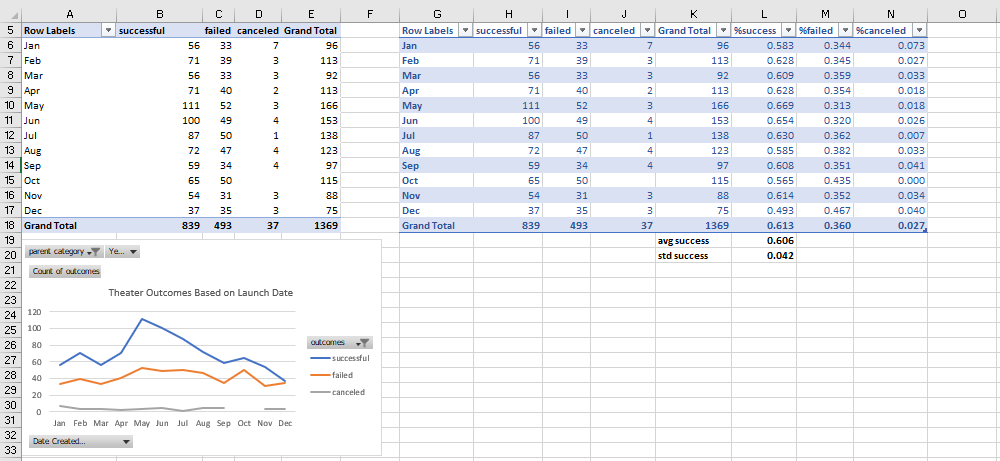 A B C D E F G H I J K L M N O
5 Row Labels successful failed canceled Grand Total Row Labels successful failed canceled Grand Total %success %failed %canceled
6 Jan 56 33 7 96 Jan 56 33 7 96 0.583 0.344 0.073
7 Feb 71 39 3 113 Feb 71 39 3 113 0.628 0.345 0.027
8 Mar 56 33 3 92 Mar 56 33 3 92 0.609 0.359 0.033
9 Apr 71 40 2 113 Apr 71 40 2 113 0.628 0.354 0.018
10 May 111 52 3 166 May 111 52 3 166 0.669 0.313 0.018
11 Jun 100 49 4 153 Jun 100 49 4 153 0.654 0.320 0.026
12 Jul 87 50 1 138 Jul 87 50 1 138 0.630 0.362 0.007
13 Aug 72 47 4 123 Aug 72 47 4 123 0.585 0.382 0.033
14 Sep 59 34 4 97 Sep 59 34 4 97 0.608 0.351 0.041
15 Oct 65 50 115 Oct 65 50 115 0.565 0.435 0.000
16 Nov 54 31 3 88 Nov 54 31 3 88 0.614 0.352 0.034
17 Dec 37 35 3 75 Dec 37 35 3 75 0.493 0.467 0.040
18 Grand Total 839 493 37 1369 Grand Total 839 493 37 1369 0.613 0.360 0.027
19 avg success 0.606
20 std success 0.042
parent category Ye...
21 Count of outcomes
22
23 Theater Outcomes Based on Launch Date
24 120
25 100
26 80 outcomes
27 60 successful
28 40 failed
29 20 canceled
30 0
31 Jan Feb Mar Apr May Jun Jul Aug Sep Oct Nov Dec
32 Date Created...
33